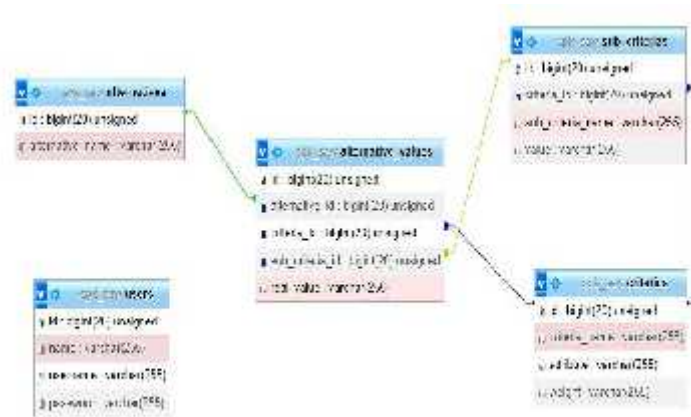 sub_criterias
id : bigint(20) unsigned
criteria_id : bigint(20) unsigned
sub_criteria_name : varchar(255)
value : varchar(255)
alternatives
id : bigint(20) unsigned
alternative_name : varchar(255)
alternative_values
id : bigint(20) unsigned
alternative_id : bigint(20) unsigned
criteria_id : bigint(20) unsigned
sub_criteria_id : bigint(20) unsigned
real_value : varchar(255)
criterias
id : bigint(20) unsigned
criteria_name : varchar(255)
attribute : varchar(255)
weight : varchar(255)
users
id : bigint(20) unsigned
name : varchar(255)
username : varchar(255)
password : varchar(255)